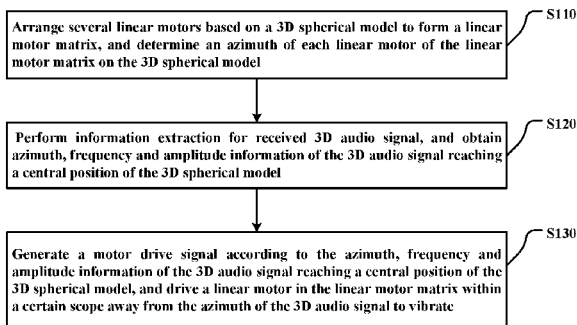 Arrange several linear motors based on a 3D spherical model to form a linear
motor matrix, and determine an azimuth of each linear motor of the linear
motor matrix on the 3D spherical model
S110
Perform information extraction for received 3D audio signal, and obtain
azimuth, frequency and amplitude information of the 3D audio signal reaching
a central position of the 3D spherical model
S120
Generate a motor drive signal according to the azimuth, frequency and
amplitude information of the 3D audio signal reaching a central position of the
3D spherical model, and drive a linear motor in the linear motor matrix within
a certain scope away from the azimuth of the 3D audio signal to vibrate
S130